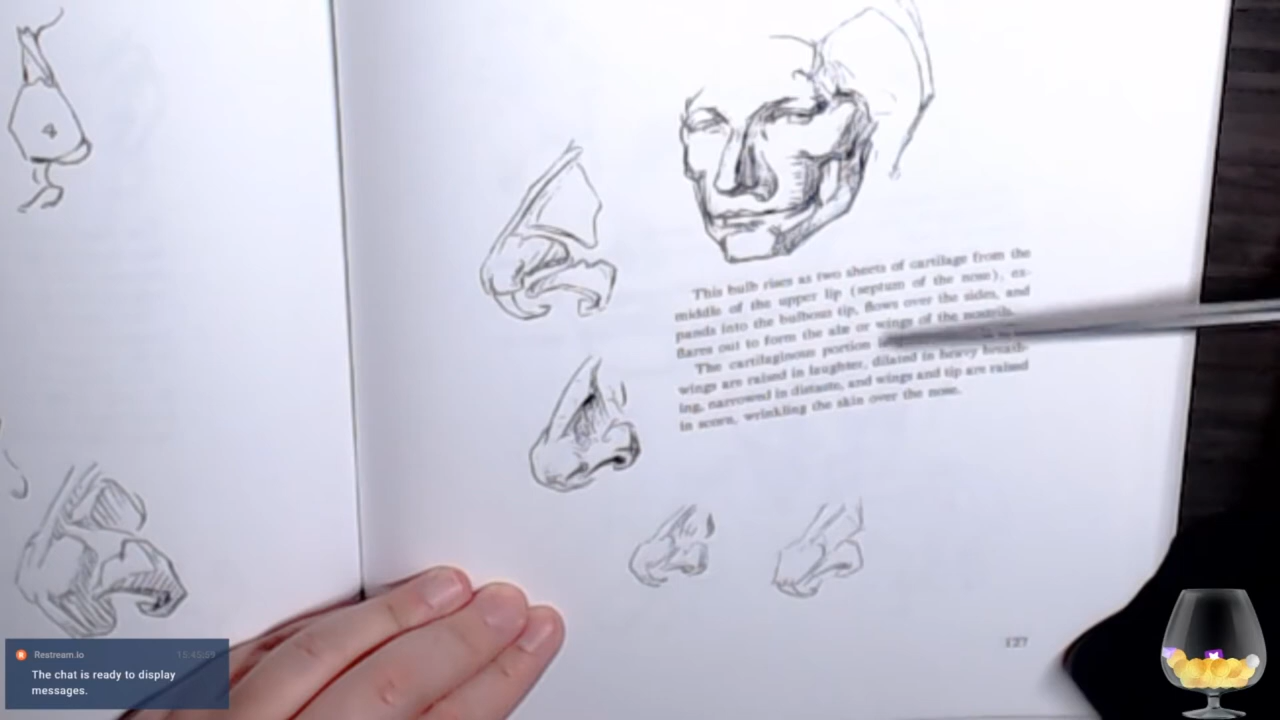 4
This bulb rises as two sheets of cartilage from the
middle of the upper lip (septum of the nose), ex-
pands into the bulbous tip, flows over the sides, and
flares out to form the alae or wings of the nostrils.
The cartilaginous portion
wings are raised in laughter, dilated in heavy breath-
ing, narrowed in distaste, and wings and tip are raised
in scorn, wrinkling the skin over the nose.
127
Restream.Io 15:45:59
The chat is ready to display
messages.